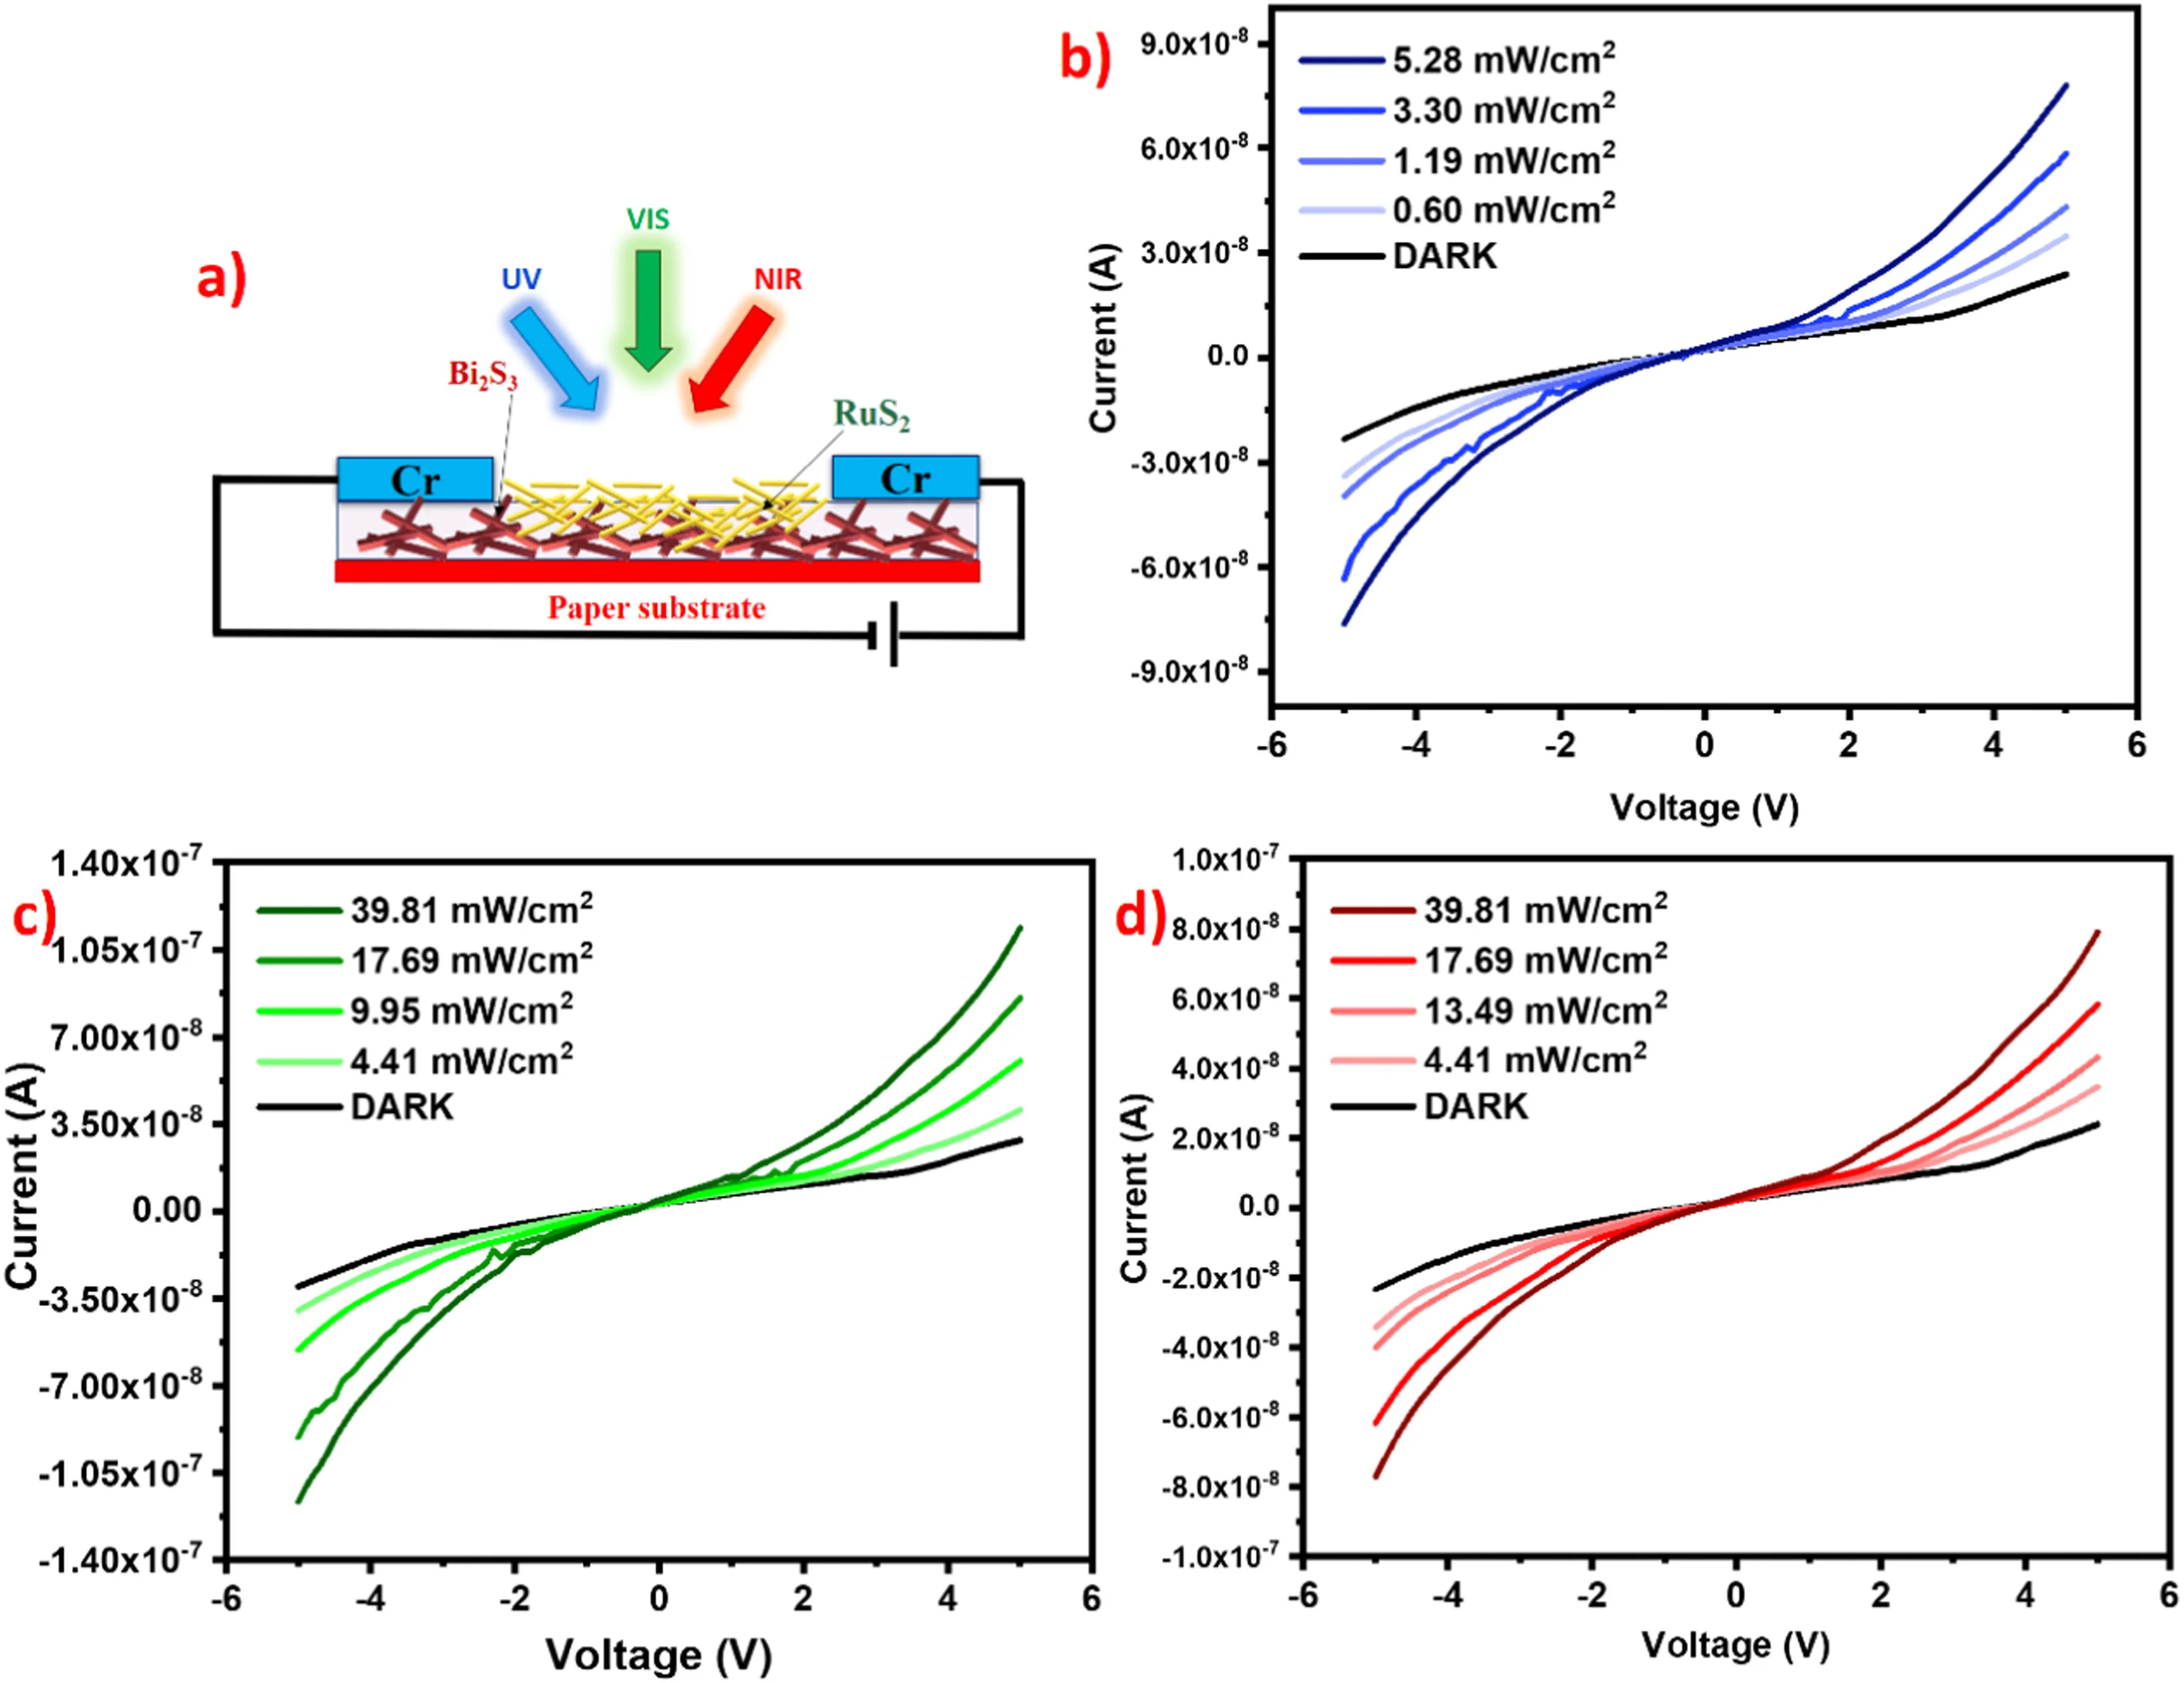 a)
VIS
UV
NIR
Bi₂S₃
RuS₂
Cr
Cr
Paper substrate
b)
9.0x10⁻⁸
6.0x10⁻⁸
3.0x10⁻⁸
0.0
-3.0x10⁻⁸
-6.0x10⁻⁸
-9.0x10⁻⁸
Current (A)
5.28 mW/cm²
3.30 mW/cm²
1.19 mW/cm²
0.60 mW/cm²
DARK
-6 -4 -2 0 2 4 6
Voltage (V)
c)
1.40x10⁻⁷
1.05x10⁻⁷
7.00x10⁻⁸
3.50x10⁻⁸
0.00
-3.50x10⁻⁸
-7.00x10⁻⁸
-1.05x10⁻⁷
-1.40x10⁻⁷
Current (A)
39.81 mW/cm²
17.69 mW/cm²
9.95 mW/cm²
4.41 mW/cm²
DARK
-6 -4 -2 0 2 4 6
Voltage (V)
d)
1.0x10⁻⁷
8.0x10⁻⁸
6.0x10⁻⁸
4.0x10⁻⁸
2.0x10⁻⁸
0.0
-2.0x10⁻⁸
-4.0x10⁻⁸
-6.0x10⁻⁸
-8.0x10⁻⁸
-1.0x10⁻⁷
Current (A)
39.81 mW/cm²
17.69 mW/cm²
13.49 mW/cm²
4.41 mW/cm²
DARK
-6 -4 -2 0 2 4 6
Voltage (V)